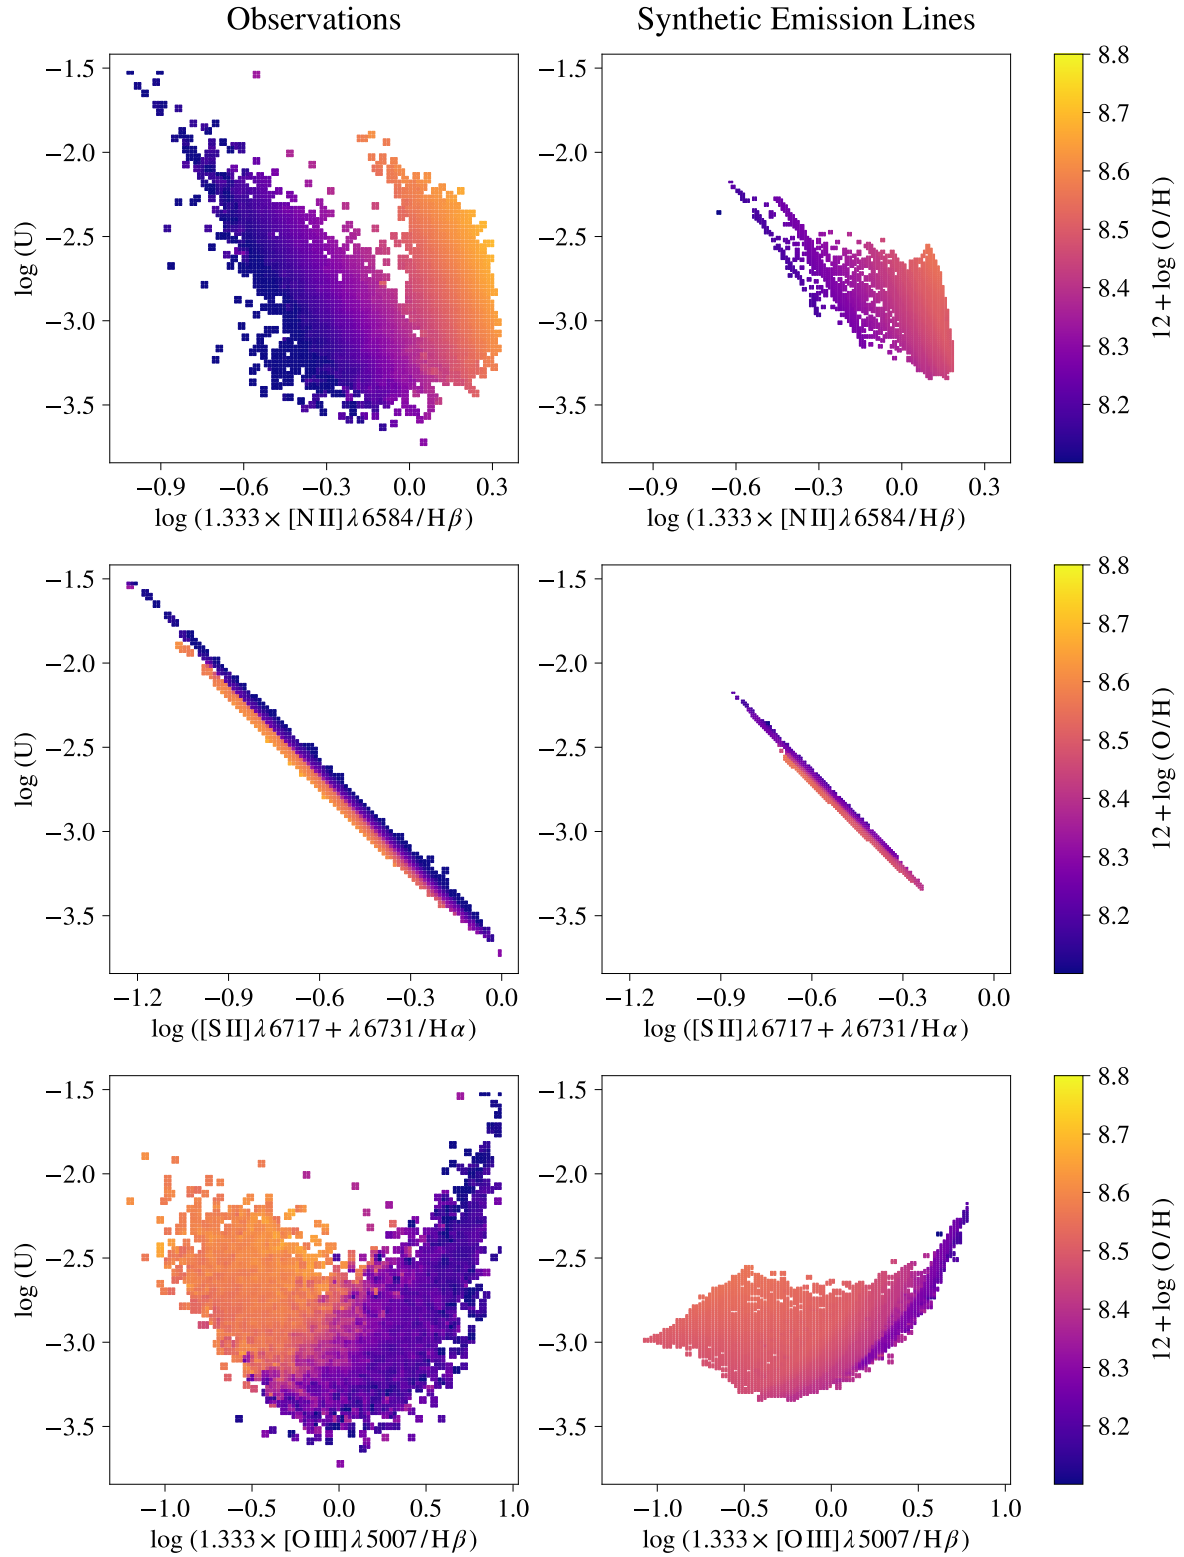 Observations
Synthetic Emission Lines
−1.5
−2.0
−2.5
−3.0
−3.5
log (U)
−0.9 −0.6 −0.3 0.0 0.3
log (1.333× [N II] λ6584/Hβ)
−1.5
−2.0
−2.5
−3.0
−3.5
−0.9 −0.6 −0.3 0.0 0.3
log (1.333× [N II] λ6584/Hβ)
8.8
8.7
8.6
8.5
8.4
8.3
8.2
12+log (O/H)
−1.5
−2.0
−2.5
−3.0
−3.5
log (U)
−1.2 −0.9 −0.6 −0.3 0.0
log ([S II] λ6717 + λ6731/Hα)
−1.5
−2.0
−2.5
−3.0
−3.5
−1.2 −0.9 −0.6 −0.3 0.0
log ([S II] λ6717 + λ6731/Hα)
8.8
8.7
8.6
8.5
8.4
8.3
8.2
12+log (O/H)
−1.5
−2.0
−2.5
−3.0
−3.5
log (U)
−1.0 −0.5 0.0 0.5 1.0
log (1.333× [O III] λ5007/Hβ)
−1.5
−2.0
−2.5
−3.0
−3.5
−1.0 −0.5 0.0 0.5 1.0
log (1.333× [O III] λ5007/Hβ)
8.8
8.7
8.6
8.5
8.4
8.3
8.2
12+log (O/H)